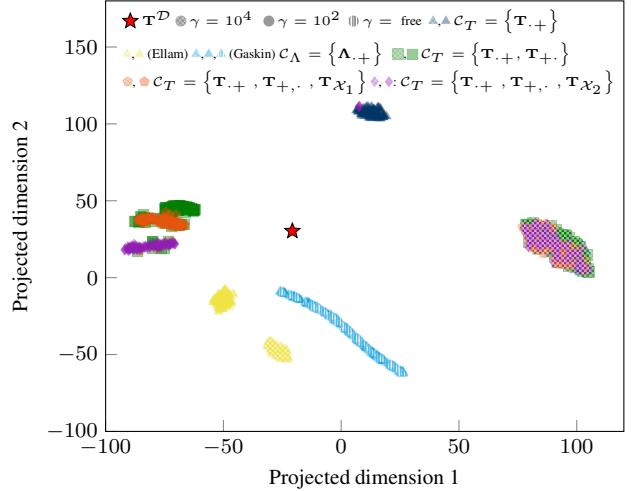 T^D γ = 10^4 γ = 10^2 γ = free , C_T = {T_{·+}}
, (Ellam) , , (Gaskin) C_Λ = {Λ_{·+}} , C_T = {T_{·+}, T_{+·}}
, C_T = {T_{·+} , T_{+,·} , T_{X_1}} , : C_T = {T_{·+} , T_{+,·} , T_{X_2}}
150
100
50
0
−50
−100
Projected dimension 2
−100 −50 0 50 100
Projected dimension 1